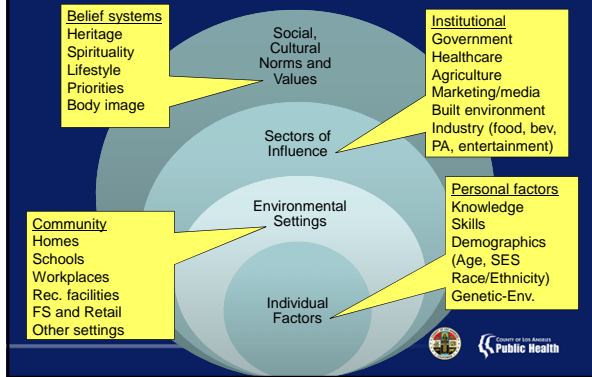 Belief systems
Heritage
Spirituality
Lifestyle
Priorities
Body image
Social,
Cultural
Norms and
Values
Institutional
Government
Healthcare
Agriculture
Marketing/media
Built environment
Industry (food, bev,
PA, entertainment)
Sectors of
Influence
Environmental
Settings
Community
Homes
Schools
Workplaces
Rec. facilities
FS and Retail
Other settings
Personal factors
Knowledge
Skills
Demographics
(Age, SES
Race/Ethnicity)
Genetic-Env.
Individual
Factors
COUNTY OF LOS ANGELES
Public Health